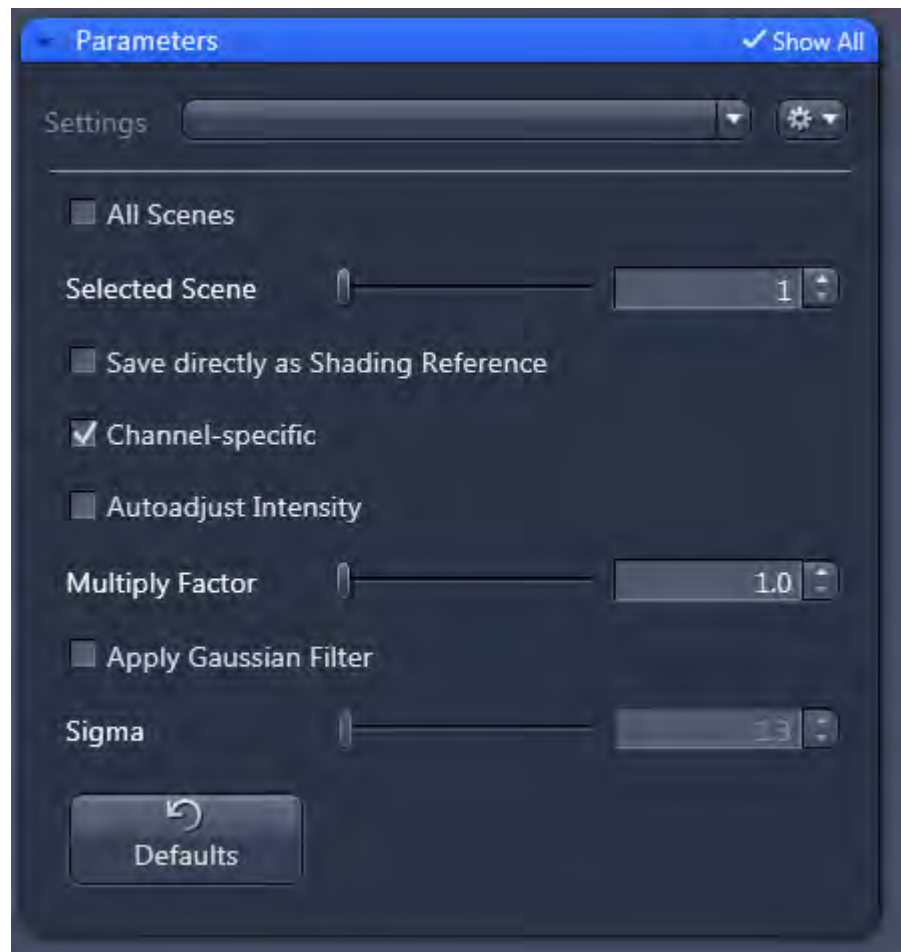 Parameters Show All
Settings
All Scenes
Selected Scene 1
Save directly as Shading Reference
Channel-specific
Autoadjust Intensity
Multiply Factor 1.0
Apply Gaussian Filter
Sigma
Defaults